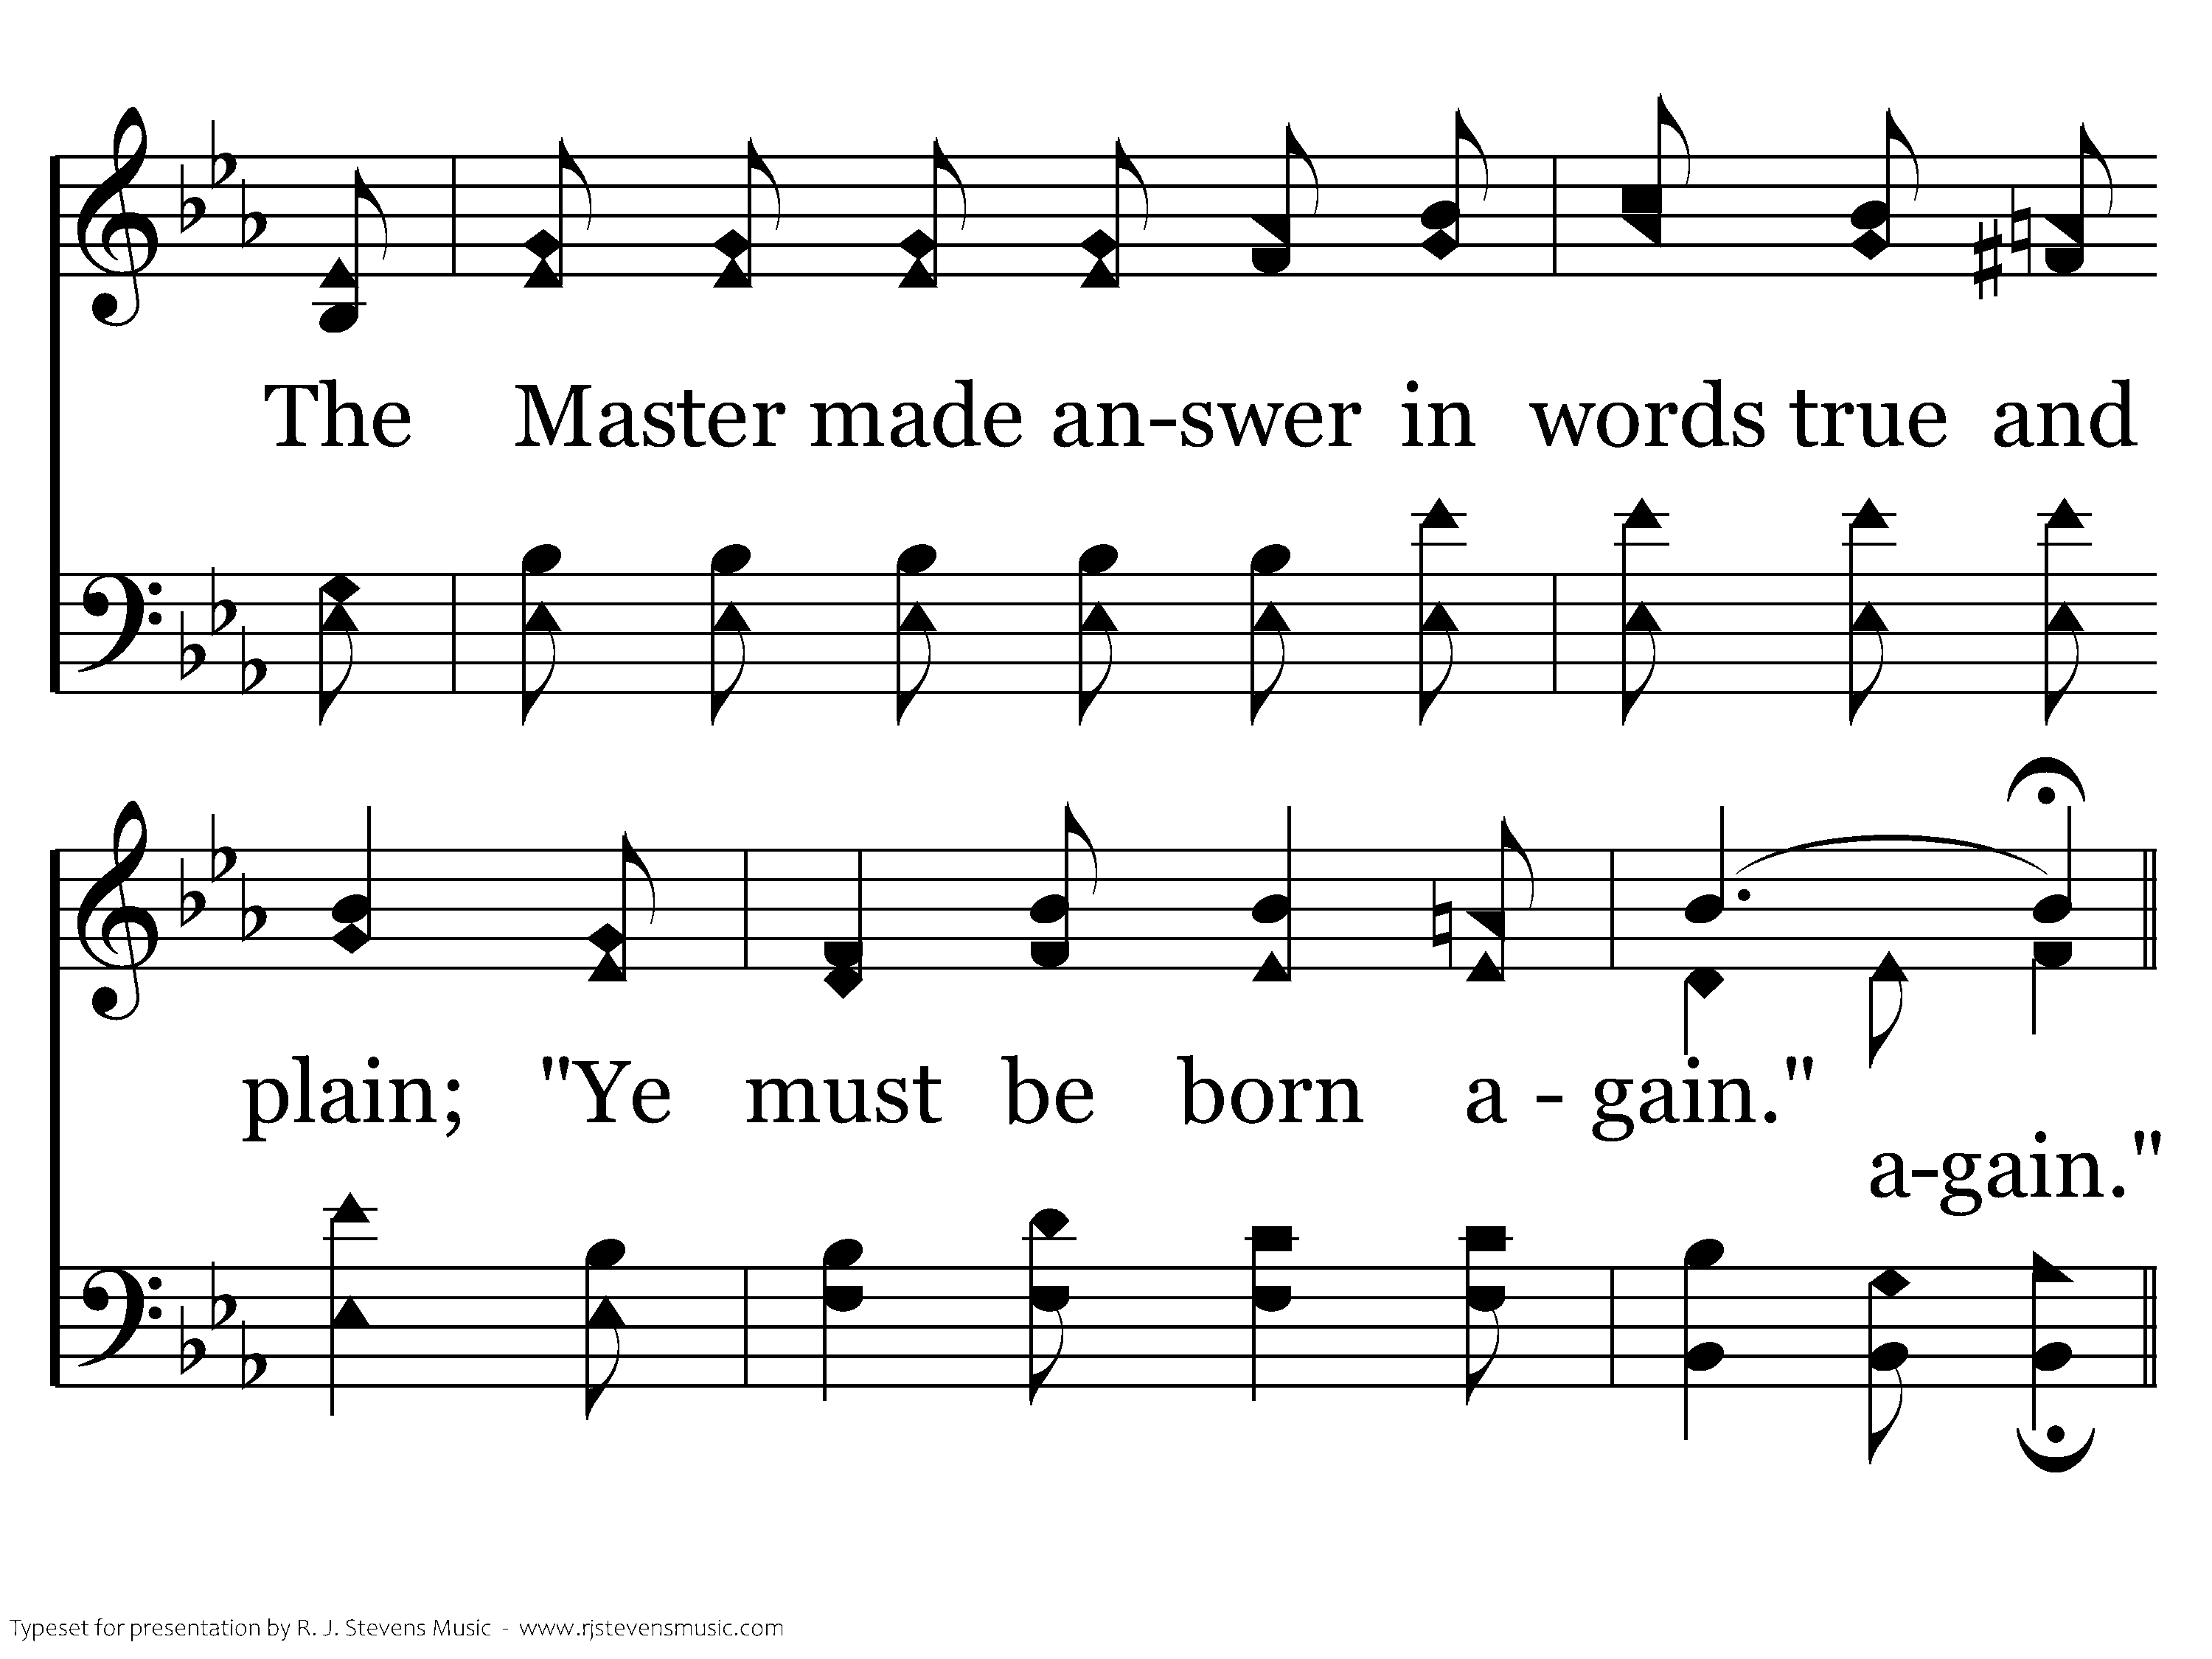 The Master made an-swer in words true and
plain; "Ye must be born a - gain."
a-gain."
Typeset for presentation by R. J. Stevens Music - www.rjstevensmusic.com